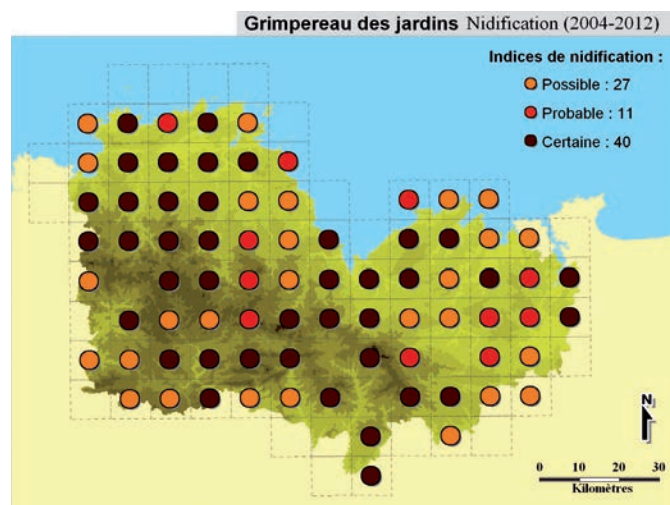 Grimpereau des jardins Nidification (2004-2012)
Indices de nidification :
Possible : 27
Probable : 11
Certaine : 40
N
0 10 20 30
Kilomètres